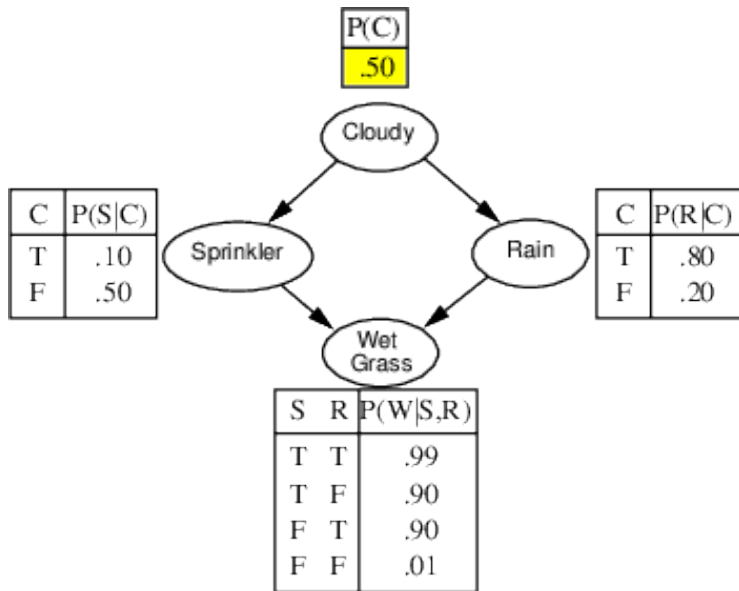 P(C)
.50
Cloudy
C P(S|C)
T .10
F .50
Sprinkler
Rain
C P(R|C)
T .80
F .20
Wet
Grass
S R P(W|S,R)
T T .99
T F .90
F T .90
F F .01